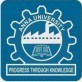 ANNA UNIVERSITY
PROGRESS THROUGH KNOWLEDGE